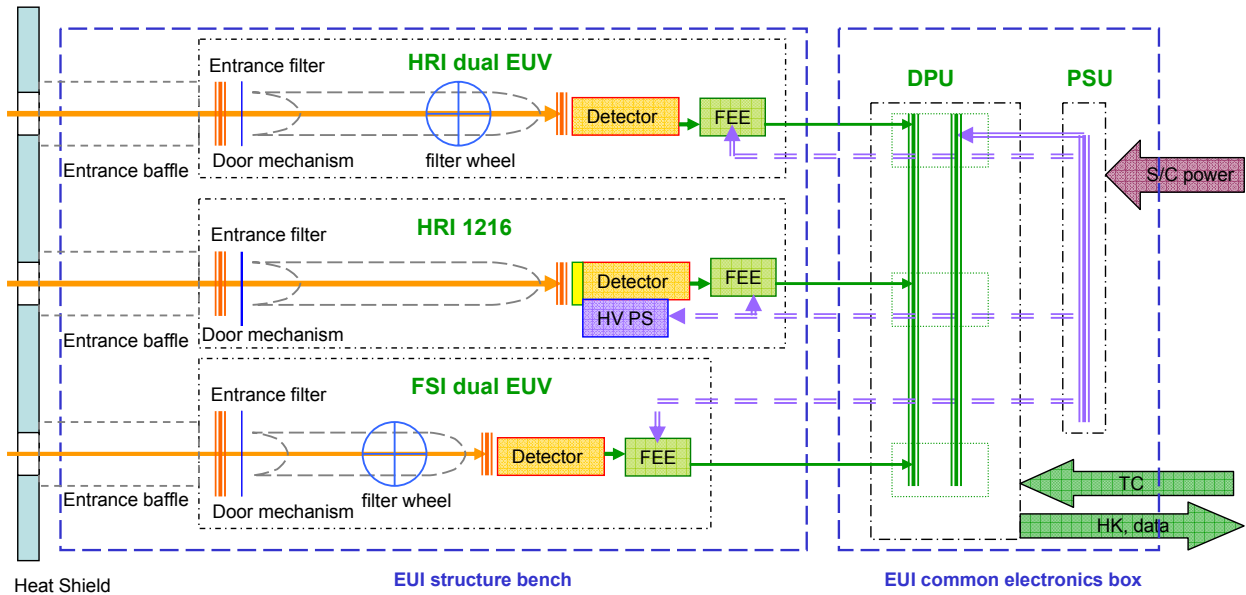 HRI dual EUV
Entrance filter
Detector
FEE
Door mechanism
filter wheel
Entrance baffle
HRI 1216
Entrance filter
Detector
FEE
HV PS
Door mechanism
Entrance baffle
FSI dual EUV
Entrance filter
Detector
FEE
filter wheel
Entrance baffle
Door mechanism
Heat Shield
EUI structure bench
DPU
PSU
S/C power
TC
HK, data
EUI common electronics box